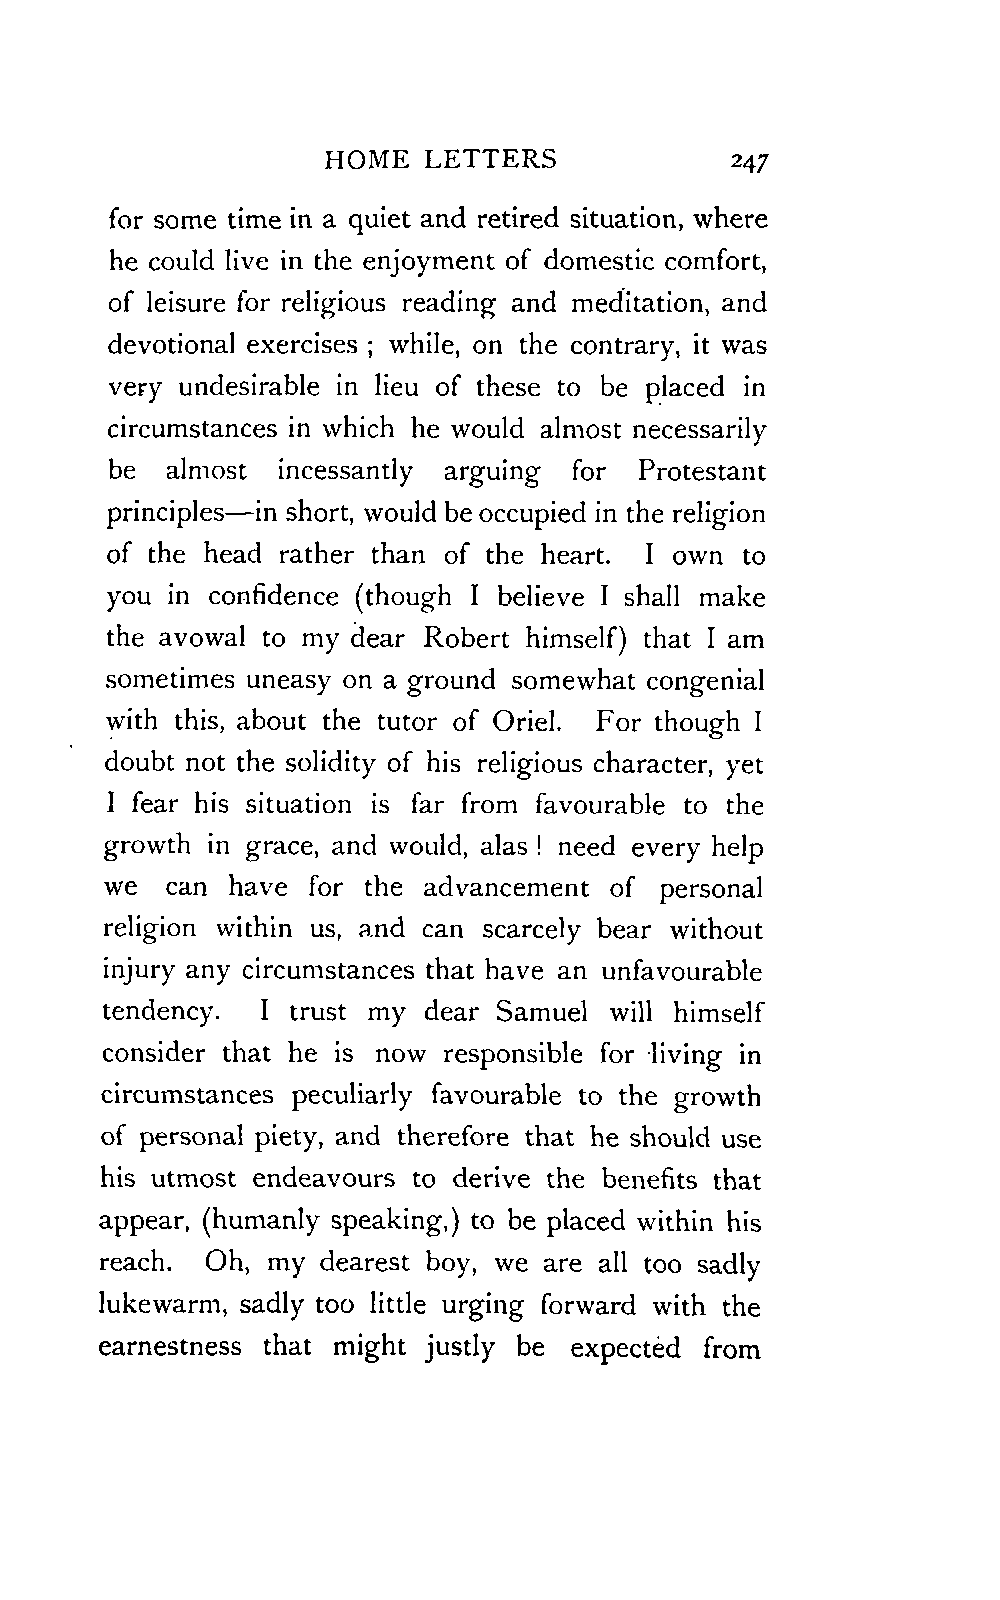 HOME LETTERS 247
for some time in a quiet and retired situation, where
he could live in the enjoyment of domestic comfort,
of leisure for religious reading and meditation, and
devotional exercises ; while, on the contrary, it was
very undesirable in lieu of these to be placed in
circumstances in which he would almost necessarily
be almost incessantly arguing for Protestant
principles—in short, would be occupied in the religion
of the head rather than of the heart. I own to
you in confidence (though I believe I shall make
the avowal to my dear Robert himself) that I am
sometimes uneasy on a ground somewhat congenial
with this, about the tutor of Oriel. For though I
doubt not the solidity of his religious character, yet
I fear his situation is far from favourable to the
growth in grace, and would, alas ! need every help
we can have for the advancement of personal
religion within us, and can scarcely bear without
injury any circumstances that have an unfavourable
tendency. I trust my dear Samuel will himself
consider that he is now responsible for living in
circumstances peculiarly favourable to the growth
of personal piety, and therefore that he should use
his utmost endeavours to derive the benefits that
appear, (humanly speaking,) to be placed within his
reach. Oh, my dearest boy, we are all too sadly
lukewarm, sadly too little urging forward with the
earnestness that might justly be expected from